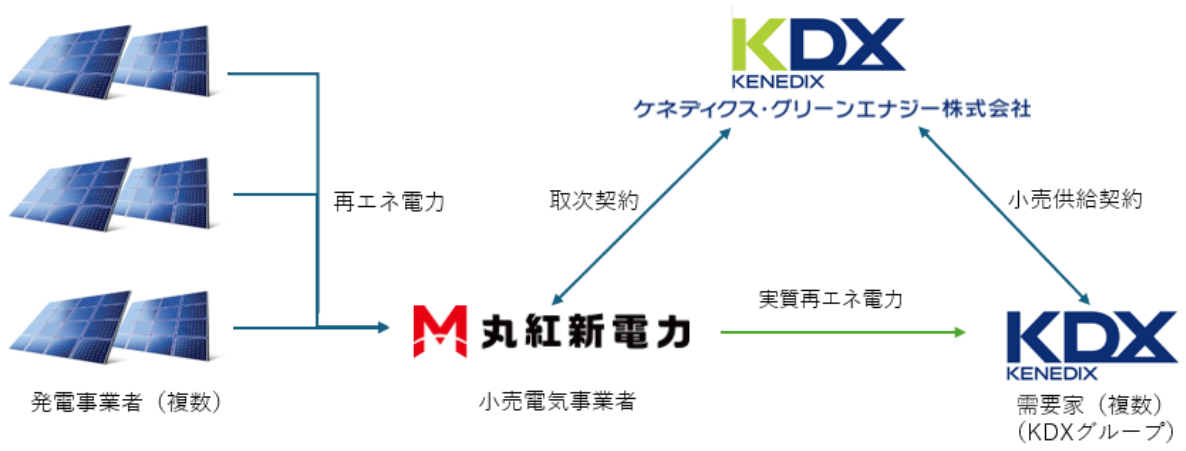 KDX
KENEDIX
ケネディクス・グリーンエナジー株式会社
再エネ電力
取次契約
小売供給契約
実質再エネ電力
丸紅新電力
KDX
KENEDIX
発電事業者（複数）
小売電気事業者
需要家（複数）
（KDXグループ）